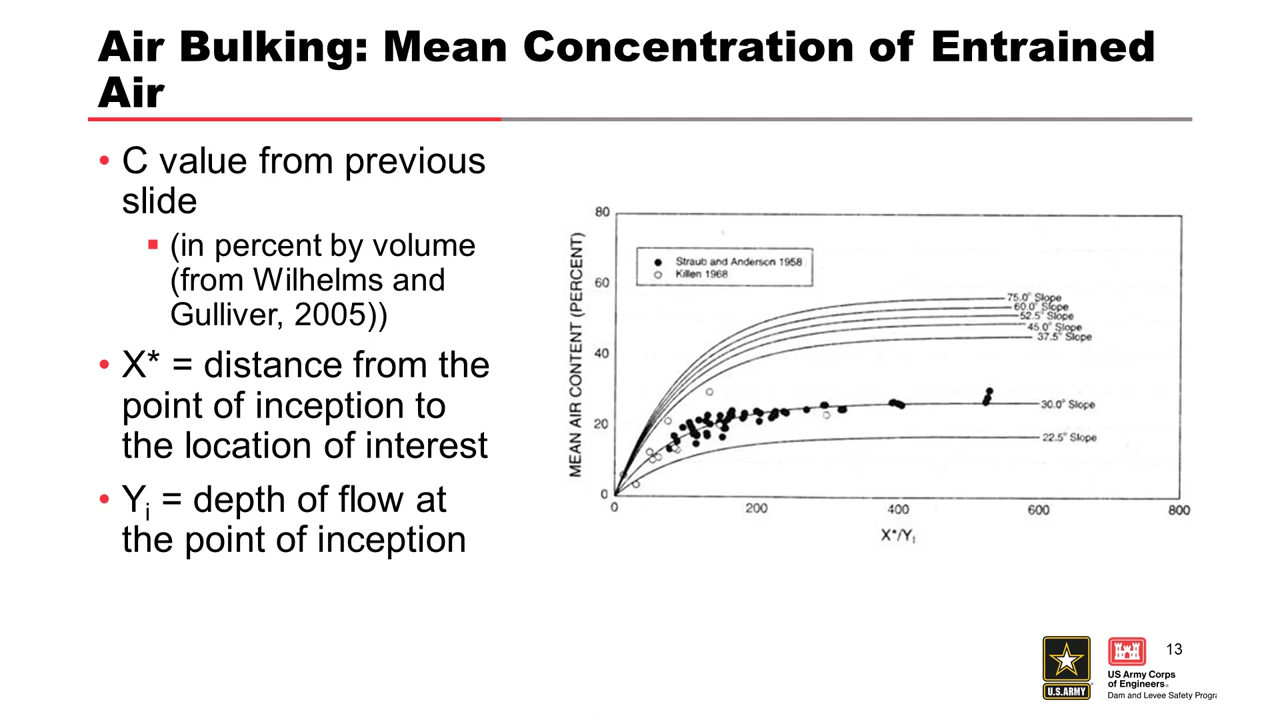 Air Bulking: Mean Concentration of Entrained
Air
• C value from previous
slide
▪ (in percent by volume
(from Wilhelms and
Gulliver, 2005))
• X* = distance from the
point of inception to
the location of interest
• Yi = depth of flow at
the point of inception
MEAN AIR CONTENT (PERCENT)
80
60
40
20
0
Straub and Anderson 1958
Killen 1968
75.0° Slope
60.0° Slope
52.5° Slope
45.0° Slope
37.5° Slope
30.0° Slope
22.5° Slope
0 200 400 600 800
X*/Yi
U.S.ARMY
US Army Corps
of Engineers®
Dam and Levee Safety Progra
13